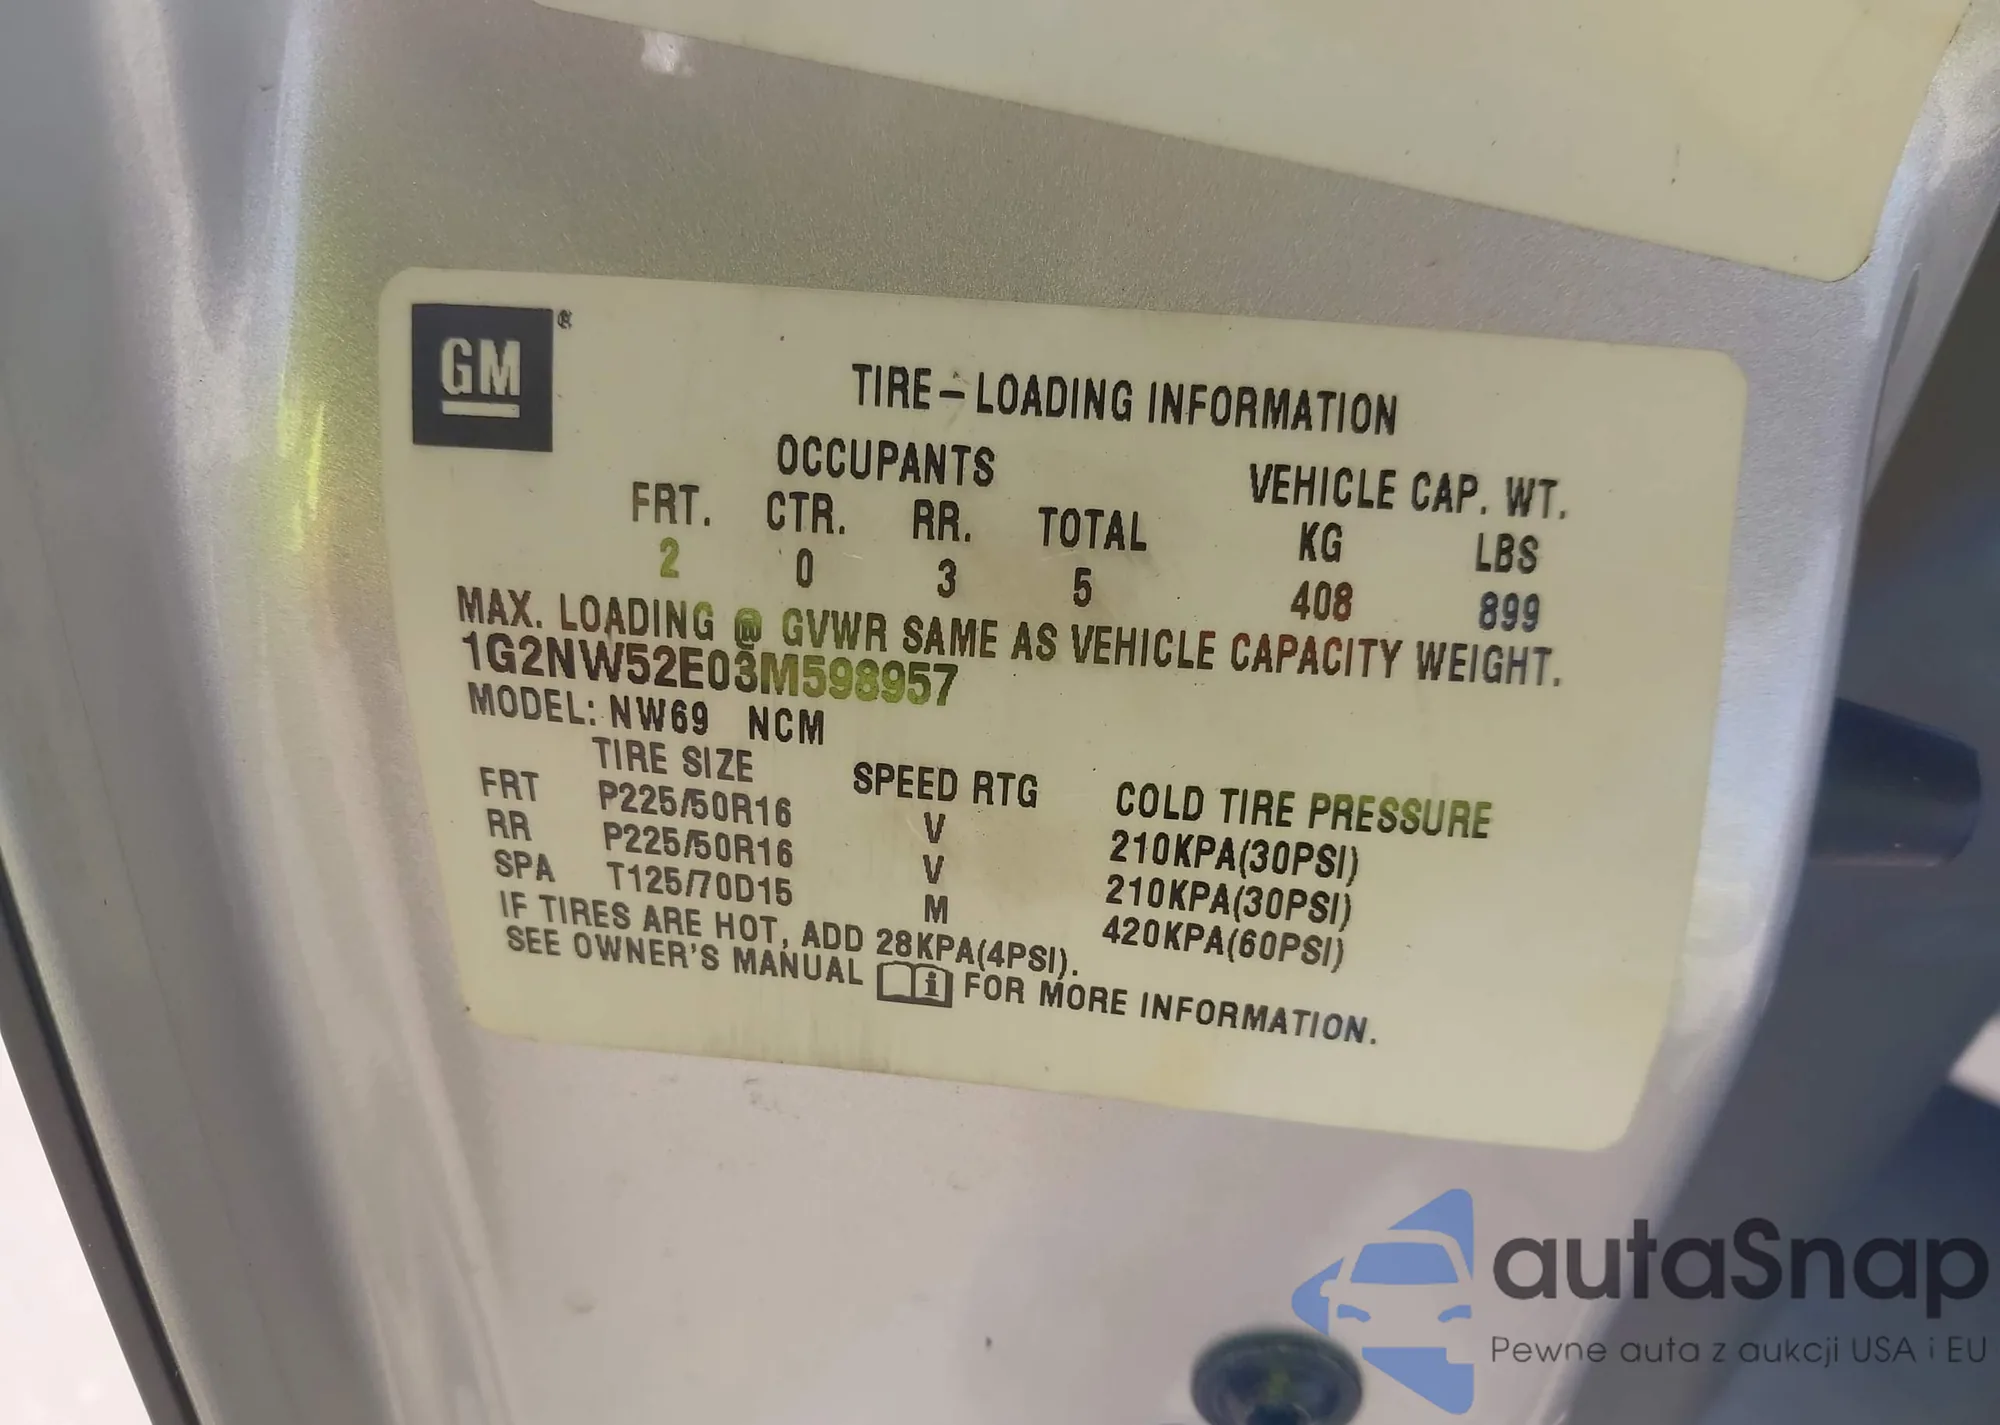 GM ®
TIRE – LOADING INFORMATION
OCCUPANTS VEHICLE CAP. WT.
FRT. CTR. RR. TOTAL KG LBS
2 0 3 5 408 899
MAX. LOADING @ GVWR SAME AS VEHICLE CAPACITY WEIGHT.
1G2NW52E03M598957
MODEL: NW69 NCM
TIRE SIZE SPEED RTG COLD TIRE PRESSURE
FRT P225/50R16 V 210KPA(30PSI)
RR P225/50R16 V 210KPA(30PSI)
SPA T125/70D15 M 420KPA(60PSI)
IF TIRES ARE HOT, ADD 28KPA(4PSI).
SEE OWNER'S MANUAL i FOR MORE INFORMATION.
autaSnap
Pewne auta z aukcji USA i EU